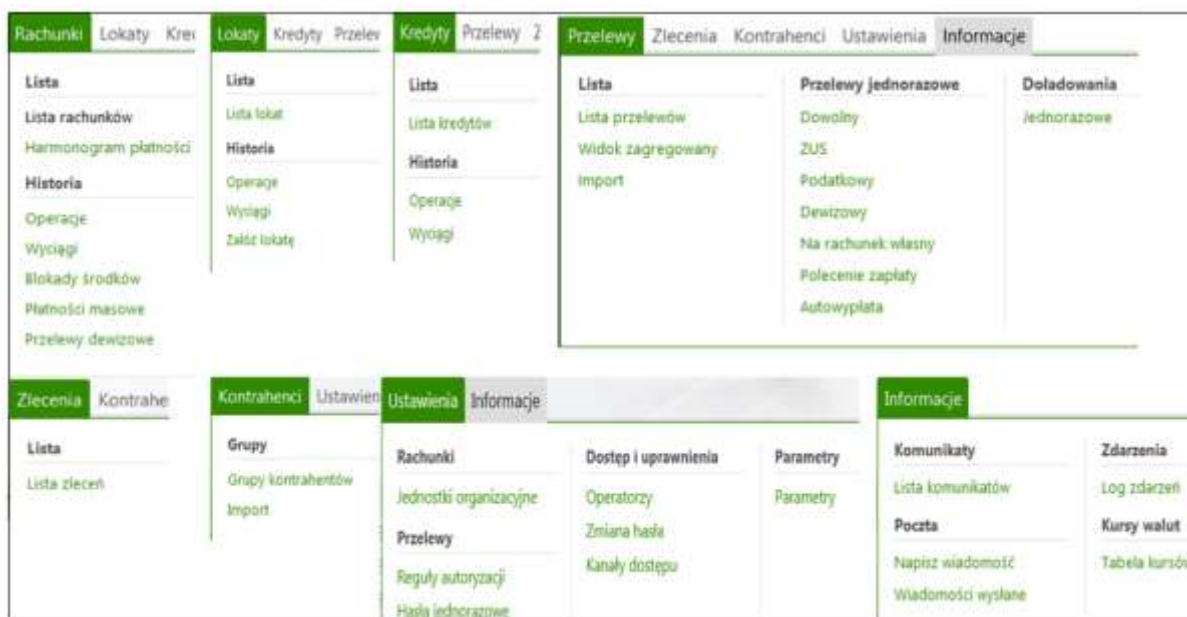 Rachunki Lokaty Kre
Lista
Lista rachunków
Harmonogram płatności
Historia
Operacje
Wyciągi
Blokady środków
Płatności masowe
Przelewy dewizowe
Lokaty Kredyty Przelew
Lista
Lista lokat
Historia
Operacje
Wyciągi
Załóż lokatę
Kredyty Przelewy Z
Lista
Lista kredytów
Historia
Operacje
Wyciągi
Przelewy Zlecenia Kontrahenci Ustawienia Informacje
Lista
Lista przelewów
Widok zagregowany
Import
Przelewy jednorazowe
Dowolny
ZUS
Podatkowy
Dewizowy
Na rachunek własny
Polecenie zapłaty
Autowypłata
Doładowania
Jednorazowe
Zlecenia Kontrahe
Lista
Lista zleceń
Kontrahenci Ustawien
Grupy
Grupy kontrahentów
Import
Ustawienia Informacje
Rachunki
Jednostki organizacyjne
Przelewy
Reguły autoryzacji
Hasła jednorazowe
Dostęp i uprawnienia
Operatorzy
Zmiana hasła
Kanały dostępu
Parametry
Parametry
Informacje
Komunikaty
Lista komunikatów
Poczta
Napisz wiadomość
Wiadomości wysłane
Zdarzenia
Log zdarzeń
Kursy walut
Tabela kursów